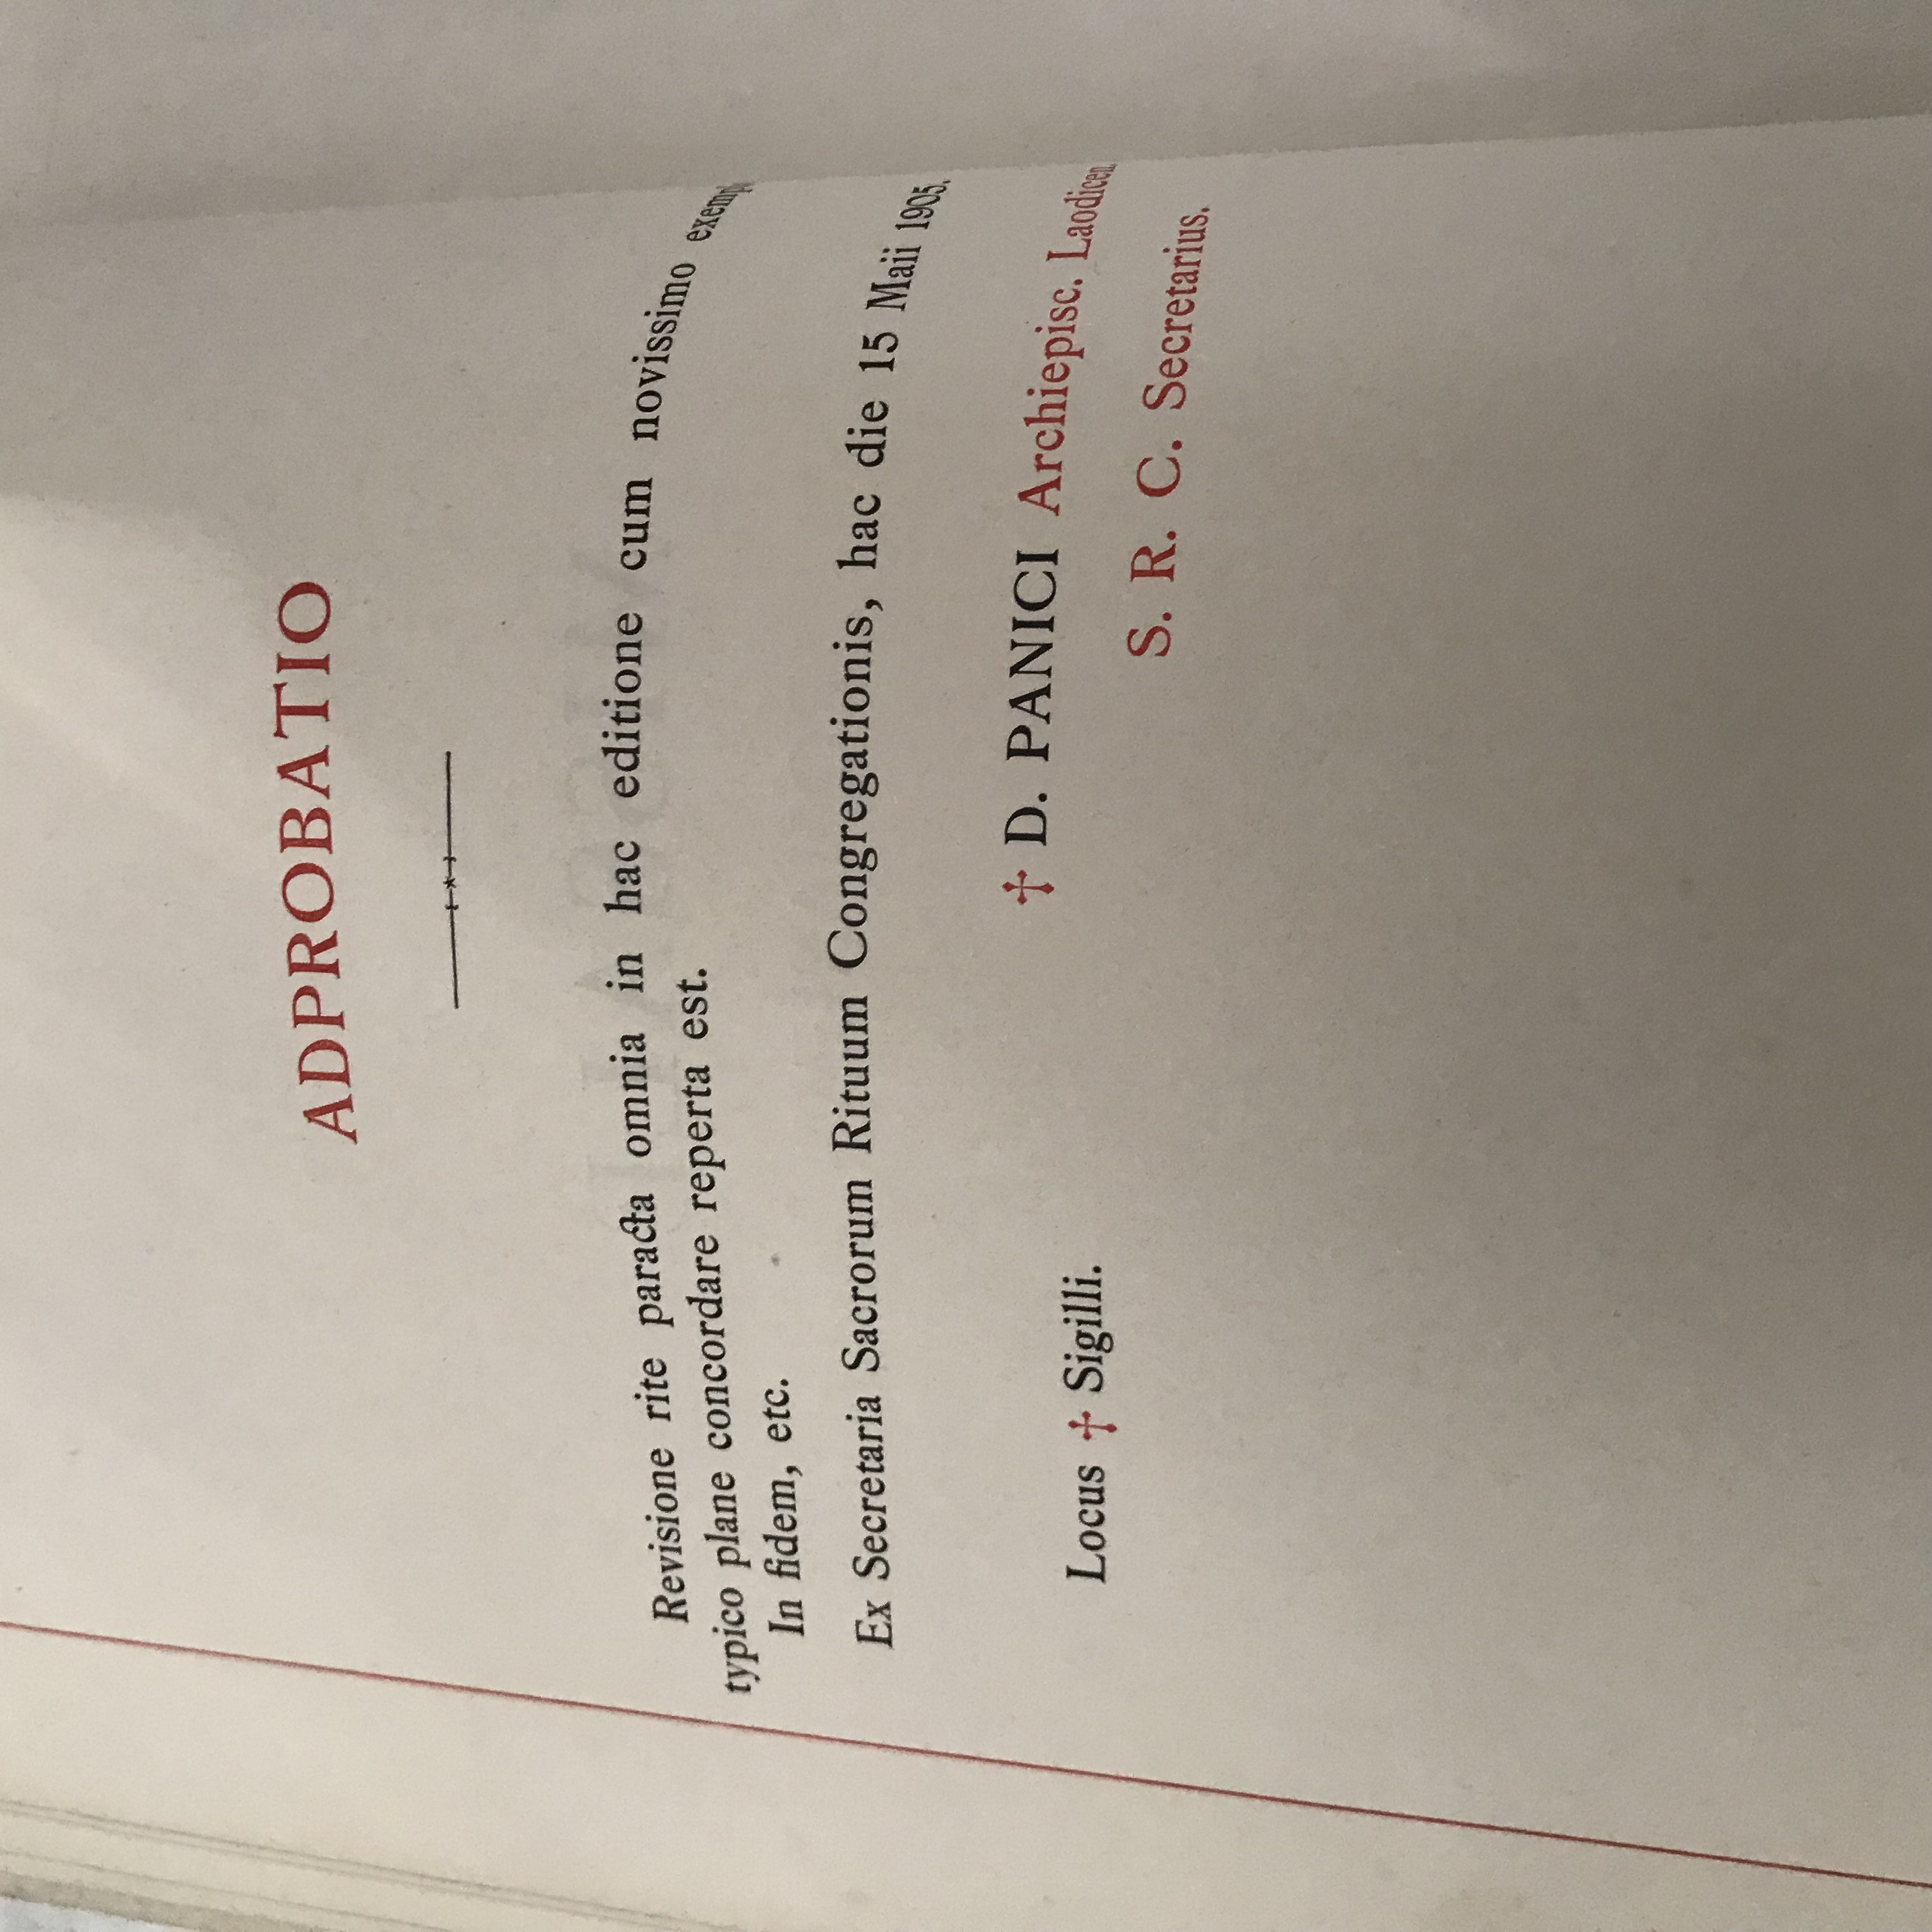 ADPROBATIO
Revisione rite paracta omnia in hac editione cum novissimo
typico plane concordare reperta est.
In fidem, etc.
Ex Secretaria Sacrorum Rituum Congregationis, hac die 15 Maii 1905.
† D. PANICI Archiepisc. Laodicen
S. R. C. Secretarius.
Locus † Sigilli.